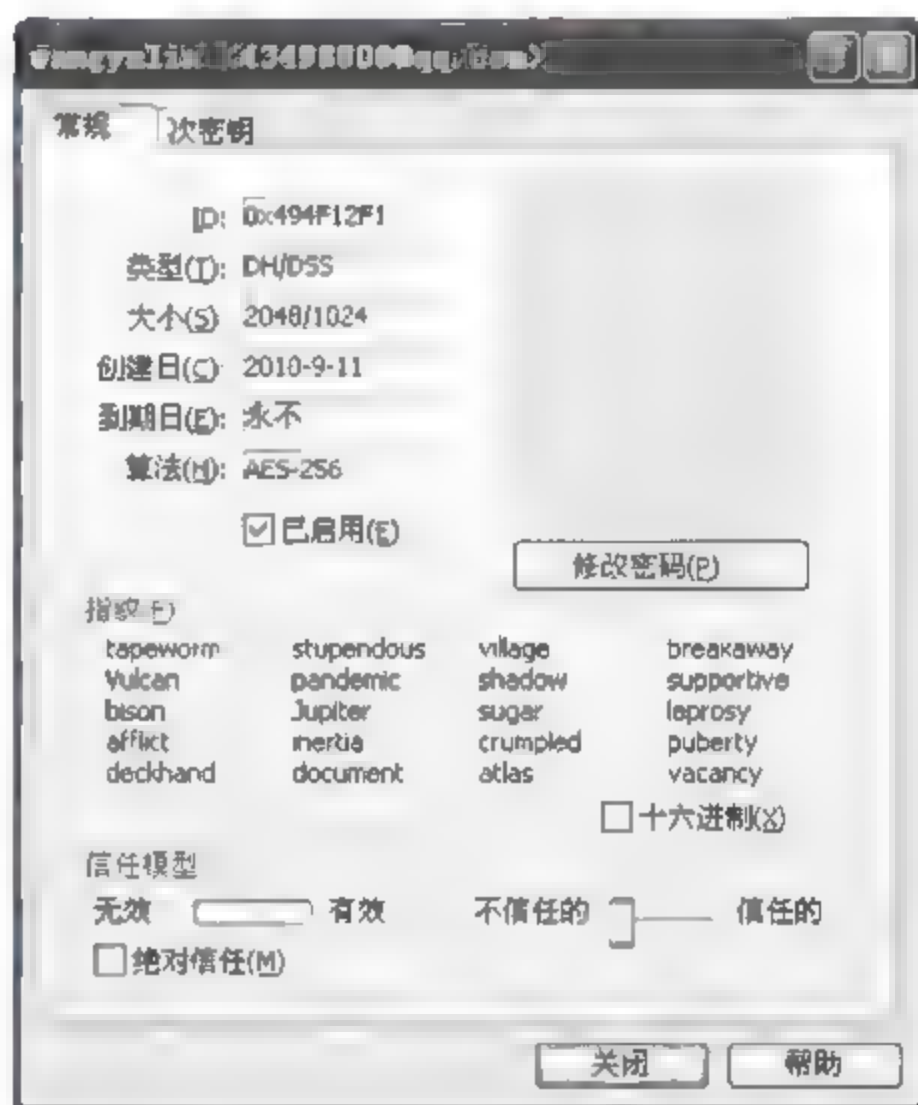 常规 次密钥
ID: 0x494F12F1
类型(T): DH/DSS
大小(S) 2048/1024
创建日(C) 2010-9-11
到期日(E): 永不
算法(H): AES-256
已启用(E)
修改密码(P)
指纹 F)
tapeworm stupendous village breakaway
Vulcan pandemic shadow supportive
bison Jupiter sugar leprosy
afflict inertia crumpled puberty
deckhand document atlas vacancy
十六进制(X)
信任模型
无效 有效 不信任的 信任的
绝对信任(M)
关闭 帮助